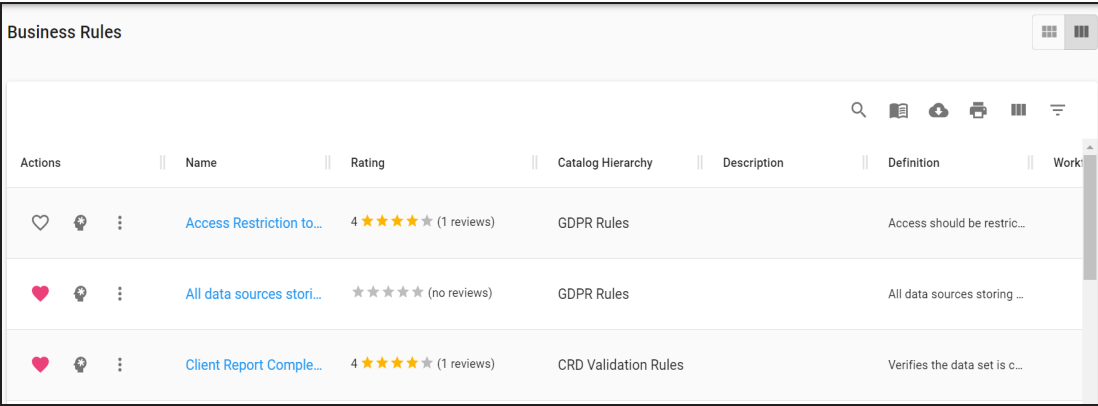 Business Rules
Actions Name Rating Catalog Hierarchy Description Definition Workf
Access Restriction to... 4 (1 reviews) GDPR Rules Access should be restric...
All data sources stori... (no reviews) GDPR Rules All data sources storing ...
Client Report Comple... 4 (1 reviews) CRD Validation Rules Verifies the data set is c...